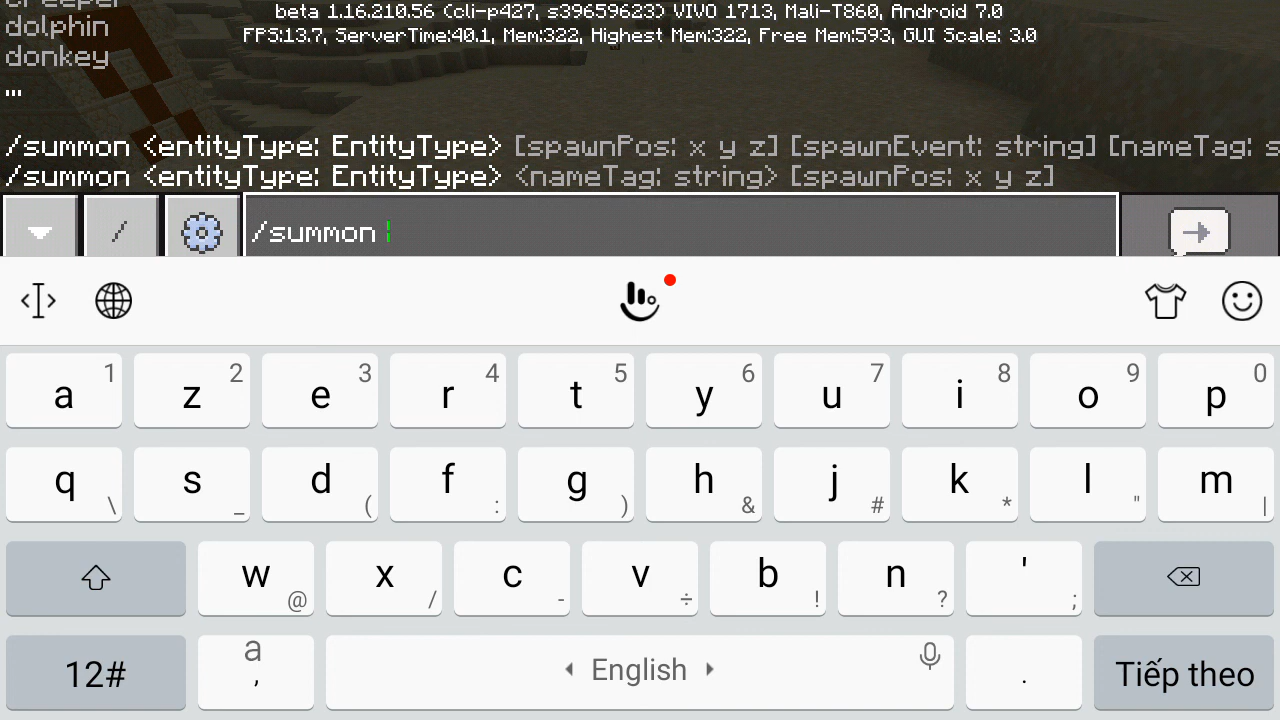 creeper
dolphin
donkey
...
beta 1.16.210.56 (cli-p427, s39659623) VIVO 1713, Mali-T860, Android 7.0
FPS:13.7, ServerTime:40.1, Mem:322, Highest Mem:322, Free Mem:593, GUI Scale: 3.0
/summon <entityType: EntityType> [spawnPos: x y z] [spawnEvent: string] [nameTag: s
/summon <entityType: EntityType> <nameTag: string> [spawnPos: x y z]
/
/summon
a 1 z 2 e 3 r 4 t 5 y 6 u 7 i 8 o 9 p 0
q \ s _ d ( f : g ) h & j # k * l " m |
w @ x / c - v ÷ b ! n ? ' ;
12# a , English . Tiếp theo